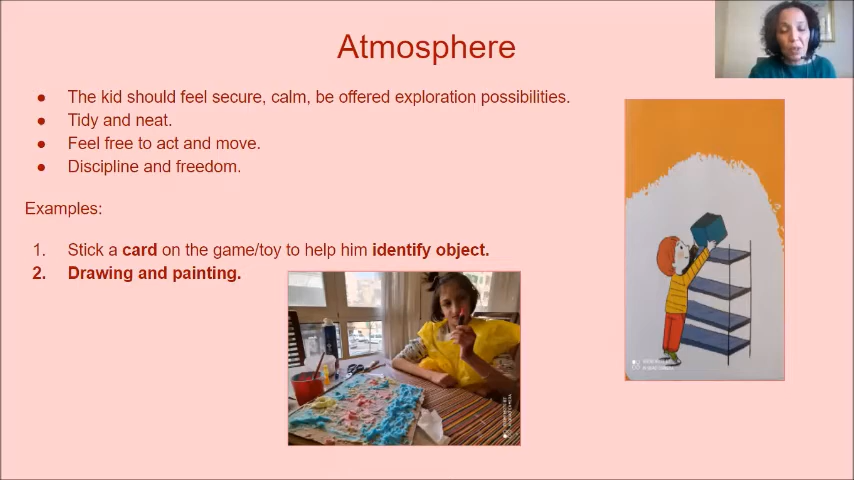 Atmosphere
● The kid should feel secure, calm, be offered exploration possibilities.
● Tidy and neat.
● Feel free to act and move.
● Discipline and freedom.
Examples:
1. Stick a card on the game/toy to help him identify object.
2. Drawing and painting.